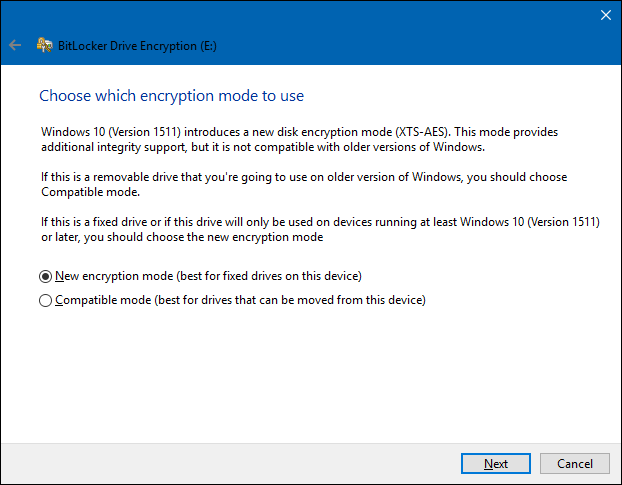 BitLocker Drive Encryption (E:)
Choose which encryption mode to use
Windows 10 (Version 1511) introduces a new disk encryption mode (XTS-AES). This mode provides
additional integrity support, but it is not compatible with older versions of Windows.
If this is a removable drive that you're going to use on older version of Windows, you should choose
Compatible mode.
If this is a fixed drive or if this drive will only be used on devices running at least Windows 10 (Version 1511)
or later, you should choose the new encryption mode
New encryption mode (best for fixed drives on this device)
Compatible mode (best for drives that can be moved from this device)
Next
Cancel